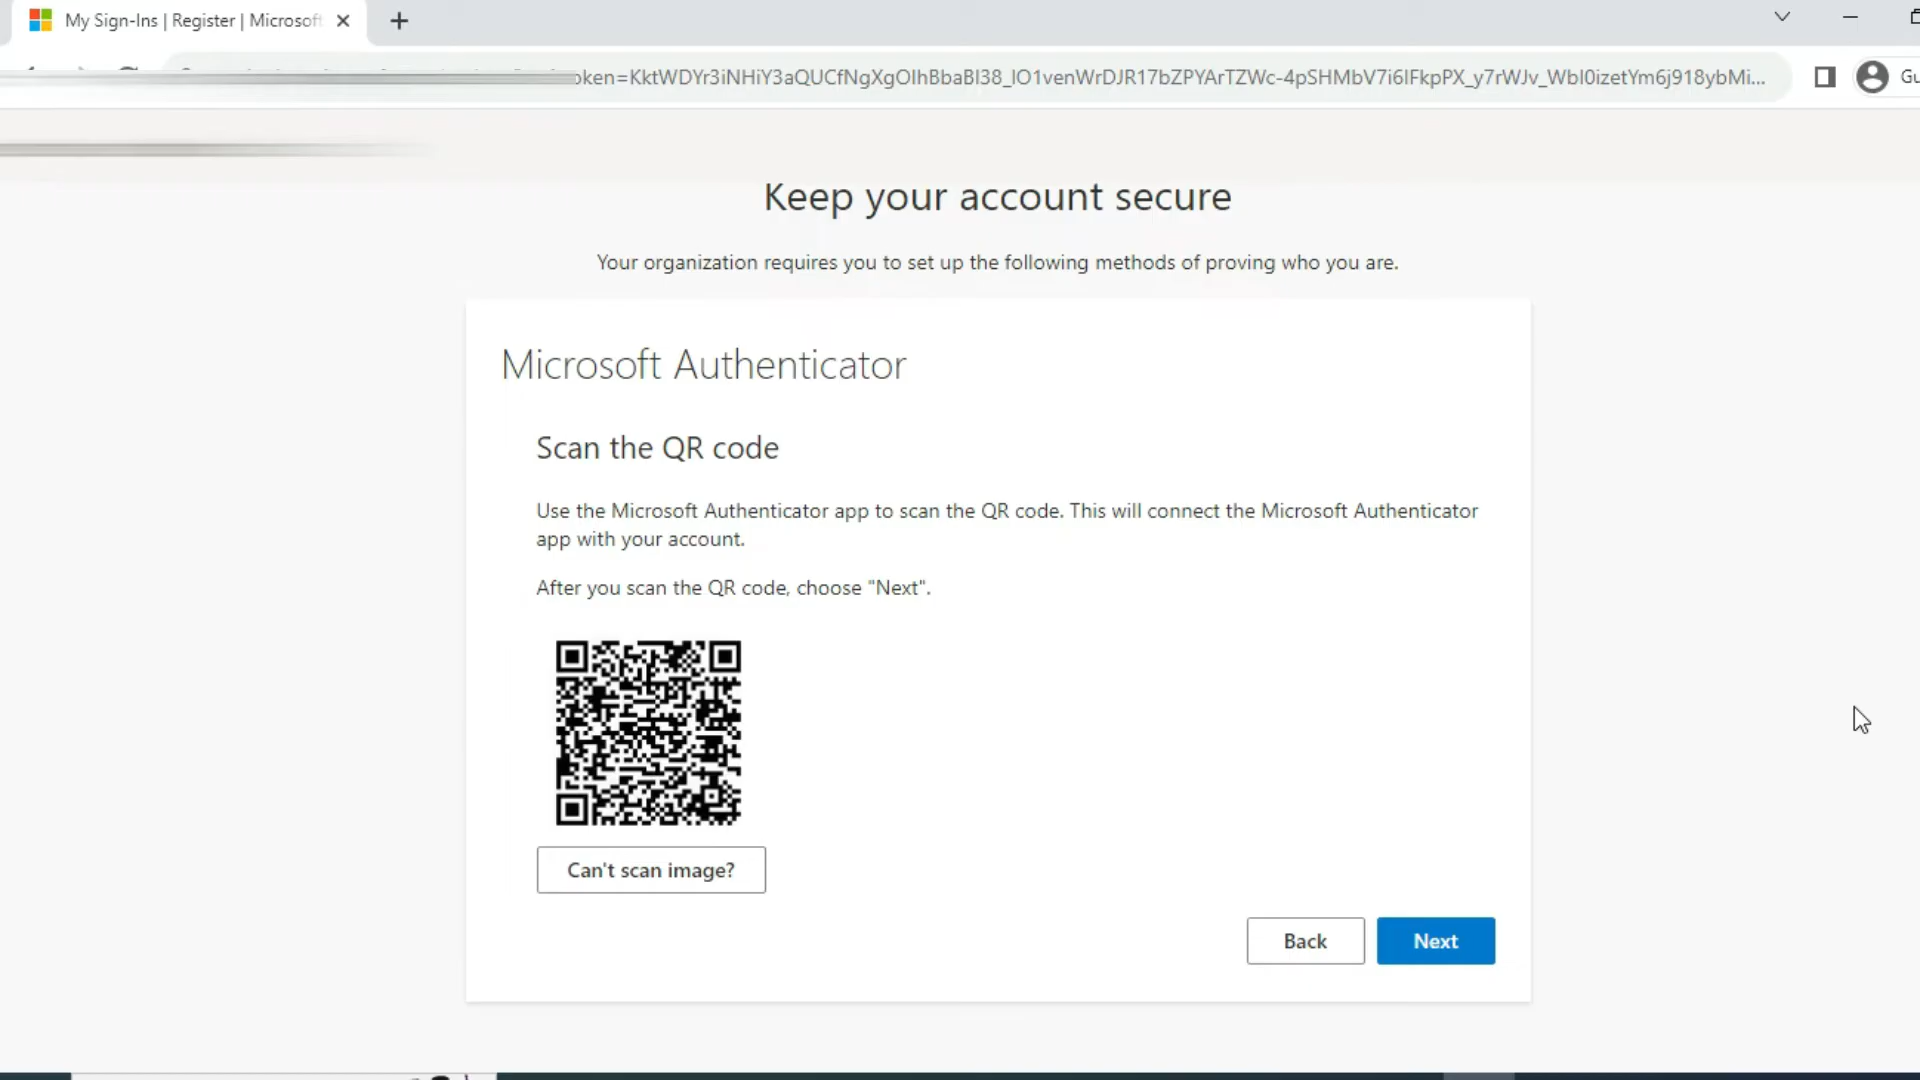 My Sign-Ins | Register | Microsoft
oken=KktWDYr3iNHiY3aQUCfNgXgOIhBbaBl38_lO1venWrDJR17bZPYArTZWc-4pSHMbV7i6lFkpPX_y7rWJv_WbI0izetYm6j918ybMi...
Gu
Keep your account secure
Your organization requires you to set up the following methods of proving who you are.
Microsoft Authenticator
Scan the QR code
Use the Microsoft Authenticator app to scan the QR code. This will connect the Microsoft Authenticator
app with your account.
After you scan the QR code, choose "Next".
Can't scan image?
Back
Next